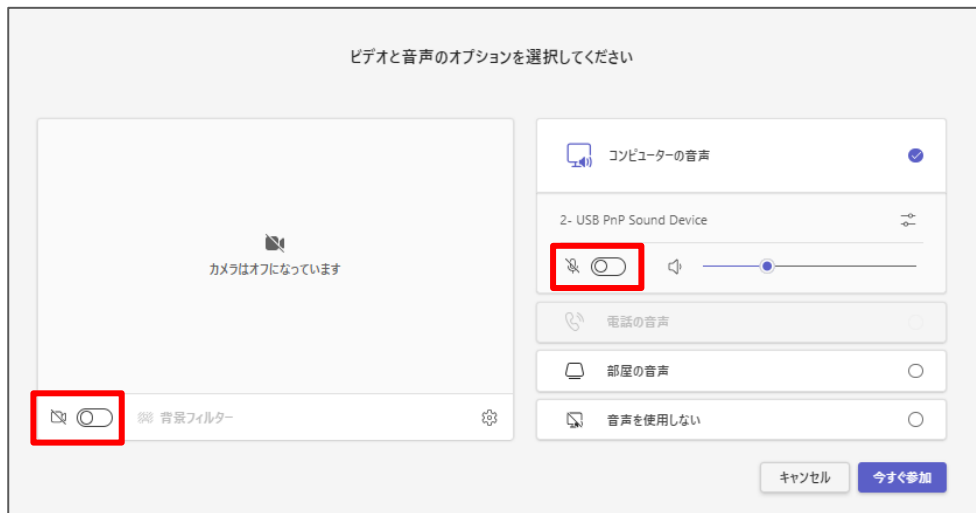 ビデオと音声のオプションを選択してください
カメラはオフになっています
背景フィルター
コンピューターの音声
2- USB PnP Sound Device
電話の音声
部屋の音声
音声を使用しない
キャンセル
今すぐ参加